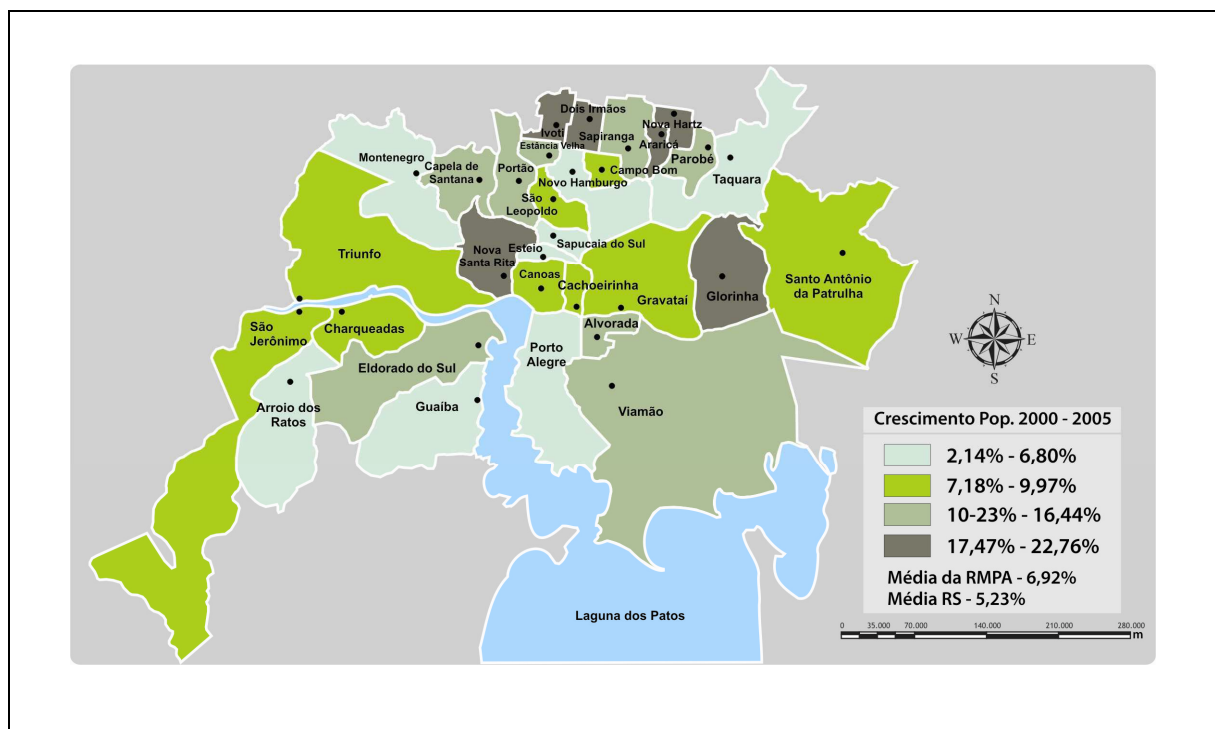 Dois Irmãos
Ivoti
Nova Hartz
Sapiranga
Estância Velha
Araricá
Parobé
Montenegro
Capela de
Santana
Portão
Campo Bom
Novo Hamburgo
Taquara
São
Leopoldo
Triunfo
Nova
Santa Rita
Esteio
Sapucaia do Sul
Canoas
Cachoeirinha
Gravataí
Glorinha
Santo Antônio
da Patrulha
São
Jerônimo
Charqueadas
Alvorada
Porto
Alegre
Eldorado do Sul
Arroio dos
Ratos
Guaíba
Viamão
Laguna dos Patos
N
W
E
S
Crescimento Pop. 2000 - 2005
2,14% - 6,80%
7,18% - 9,97%
10-23% - 16,44%
17,47% - 22,76%
Média da RMPA - 6,92%
Média RS - 5,23%
0 35.000 70.000 140.000 210.000 280.000
m